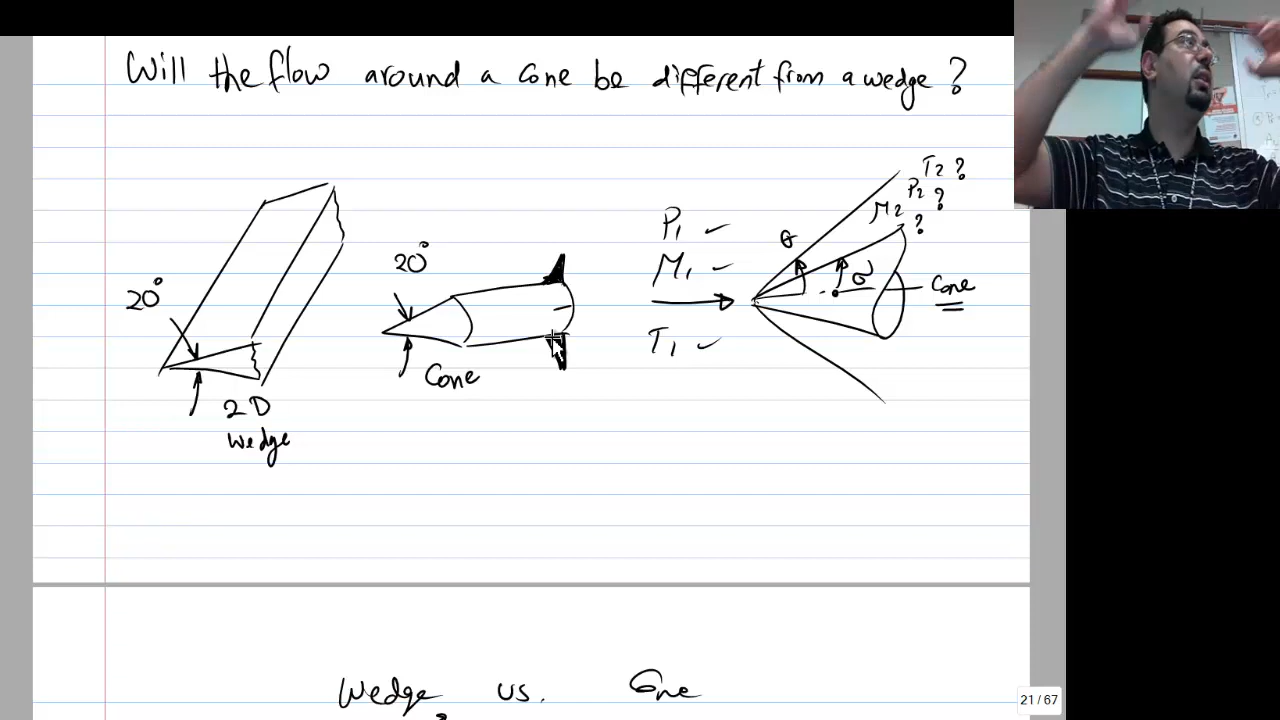 Will the flow around a Cone be different from a wedge ?
T2 ?
P2 ?
M2 ?
P1
θ
20°
M1
σ
Cone
20°
T1
Cone
2D
wedge
21 / 67
Wedge vs. Cone